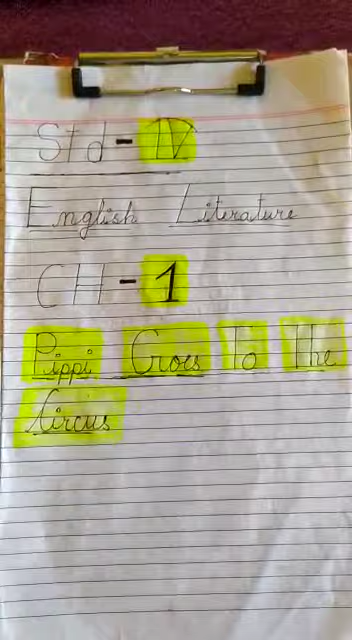 Std - IV
English Literature
CH - 1
Pippi Goes To The
Circus